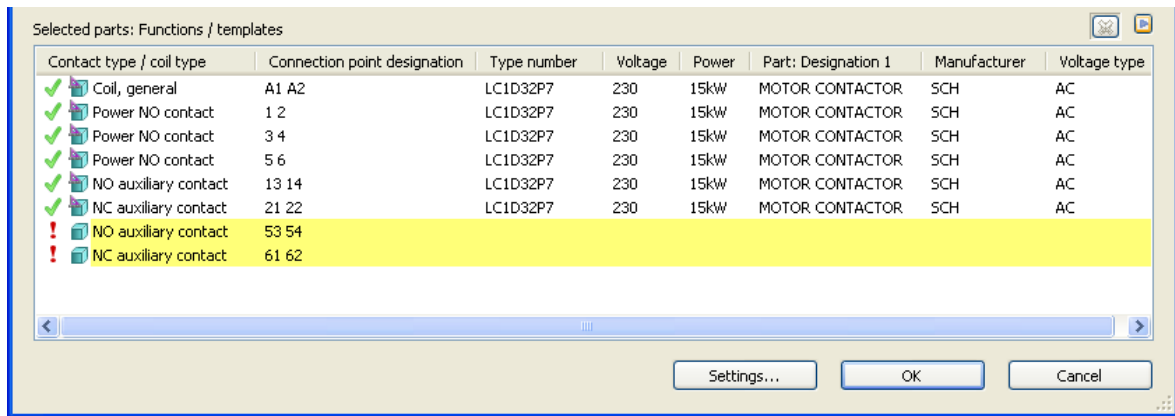 Selected parts: Functions / templates
Contact type / coil type Connection point designation Type number Voltage Power Part: Designation 1 Manufacturer Voltage type
Coil, general A1 A2 LC1D32P7 230 15kW MOTOR CONTACTOR SCH AC
Power NO contact 1 2 LC1D32P7 230 15kW MOTOR CONTACTOR SCH AC
Power NO contact 3 4 LC1D32P7 230 15kW MOTOR CONTACTOR SCH AC
Power NO contact 5 6 LC1D32P7 230 15kW MOTOR CONTACTOR SCH AC
NO auxiliary contact 13 14 LC1D32P7 230 15kW MOTOR CONTACTOR SCH AC
NC auxiliary contact 21 22 LC1D32P7 230 15kW MOTOR CONTACTOR SCH AC
NO auxiliary contact 53 54
NC auxiliary contact 61 62
Settings... OK Cancel